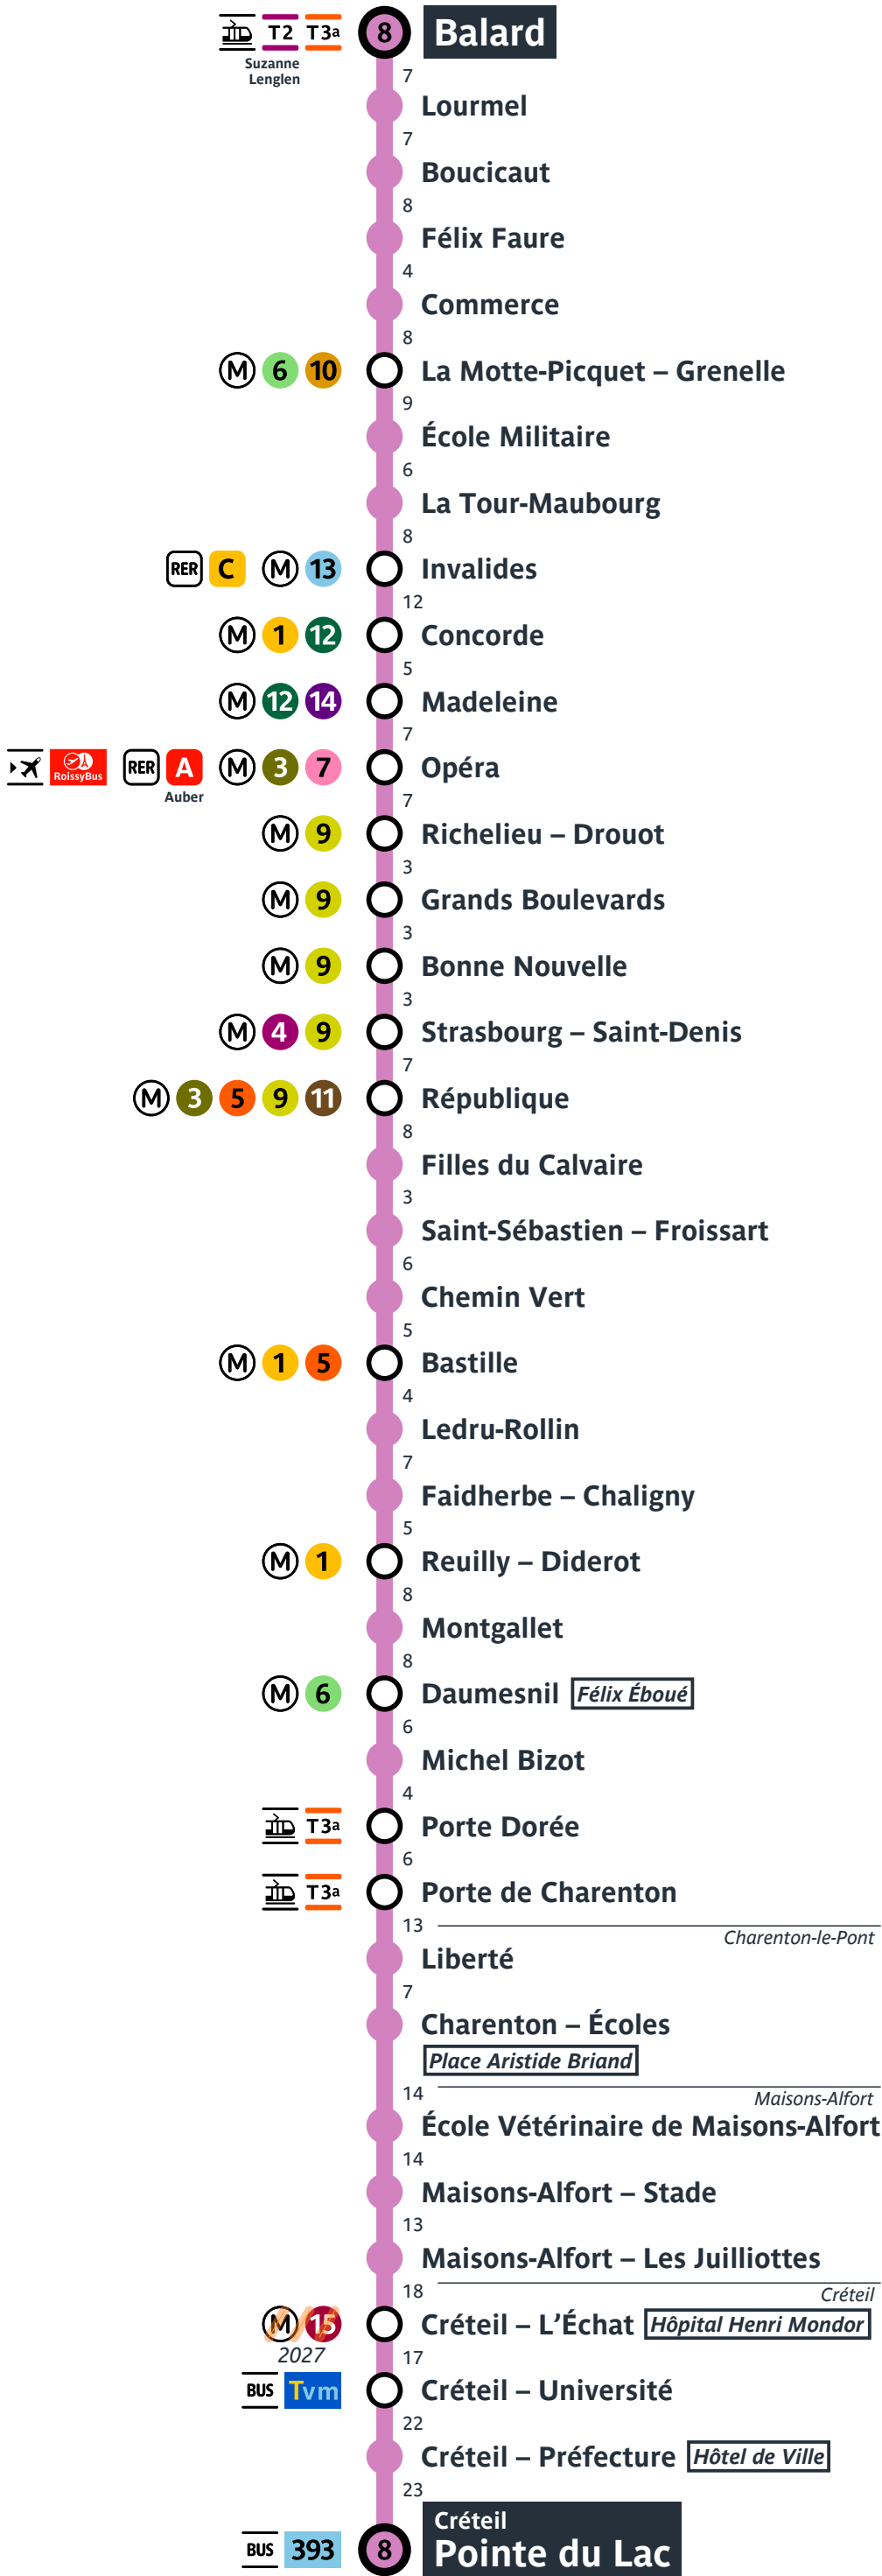 T2 T3a 8 Balard
Suzanne
Lenglen
7
Lourmel
7
Boucicaut
8
Félix Faure
4
Commerce
8
M 6 10 La Motte-Picquet – Grenelle
9
École Militaire
6
La Tour-Maubourg
8
RER C M 13 Invalides
12
M 1 12 Concorde
5
M 12 14 Madeleine
7
RoissyBus RER A M 3 7 Opéra
Auber
7
M 9 Richelieu – Drouot
3
M 9 Grands Boulevards
3
M 9 Bonne Nouvelle
3
M 4 9 Strasbourg – Saint-Denis
7
M 3 5 9 11 République
8
Filles du Calvaire
3
Saint-Sébastien – Froissart
6
Chemin Vert
5
M 1 5 Bastille
4
Ledru-Rollin
7
Faidherbe – Chaligny
5
M 1 Reuilly – Diderot
8
Montgallet
8
M 6 Daumesnil Félix Éboué
6
Michel Bizot
4
T3a Porte Dorée
6
T3a Porte de Charenton
13
Charenton-le-Pont
Liberté
7
Charenton – Écoles
Place Aristide Briand
14
Maisons-Alfort
École Vétérinaire de Maisons-Alfort
14
Maisons-Alfort – Stade
13
Maisons-Alfort – Les Juilliottes
18
Créteil
M 15 Créteil – L’Échat Hôpital Henri Mondor
2027
17
BUS Tvm Créteil – Université
22
Créteil – Préfecture Hôtel de Ville
23
Créteil
BUS 393 8 Pointe du Lac